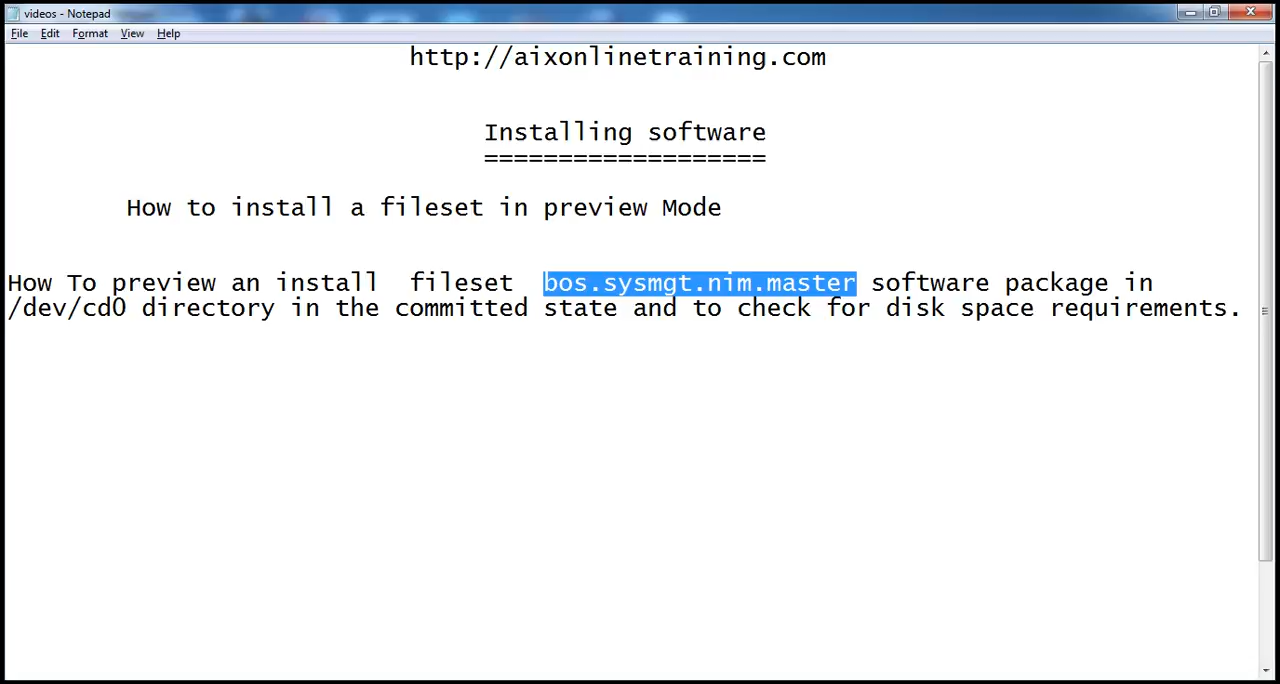 videos - Notepad
File Edit Format View Help
http://aixonlinetraining.com
Installing software
===================
How to install a fileset in preview Mode
How To preview an install fileset bos.sysmgt.nim.master software package in
/dev/cd0 directory in the committed state and to check for disk space requirements.